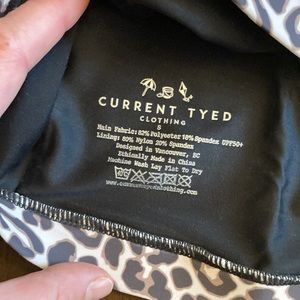 CURRENT TYED
CLOTHING
S
Main Fabric: 82% Polyester 18% Spandex UPF50+
Lining: 80% Nylon 20% Spandex
Designed in Vancouver, BC
Ethically Made in China
Machine Wash Lay Flat To Dry
www.currenttyedclothing.com